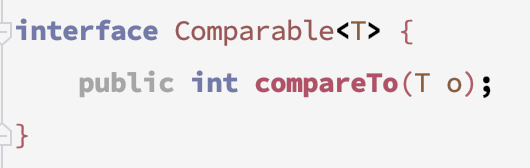 interface Comparable<T> {
    public int compareTo(T o);
}